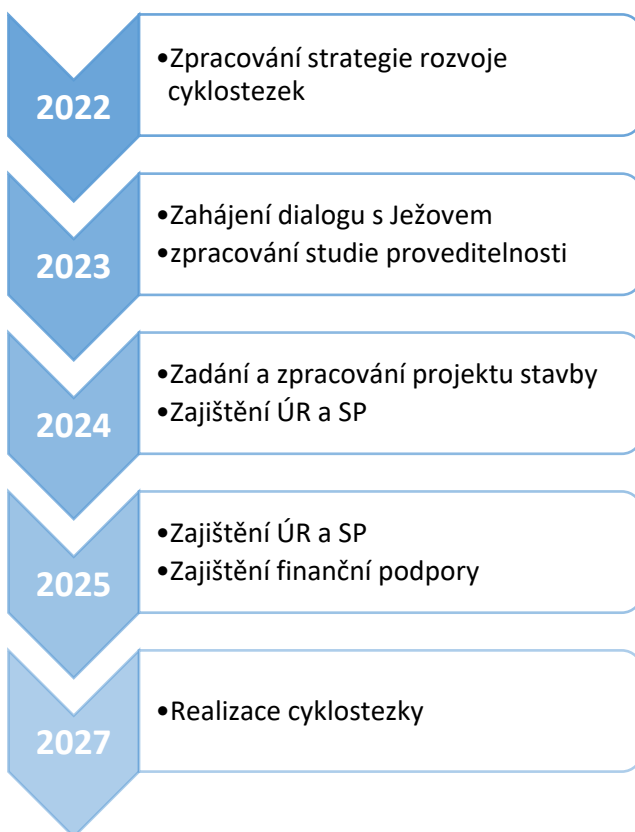 2022
•Zpracování strategie rozvoje
cyklostezek
2023
•Zahájení dialogu s Ježovem
•zpracování studie proveditelnosti
2024
•Zadání a zpracování projektu stavby
•Zajištění ÚR a SP
2025
•Zajištění ÚR a SP
•Zajištění finanční podpory
2027
•Realizace cyklostezky